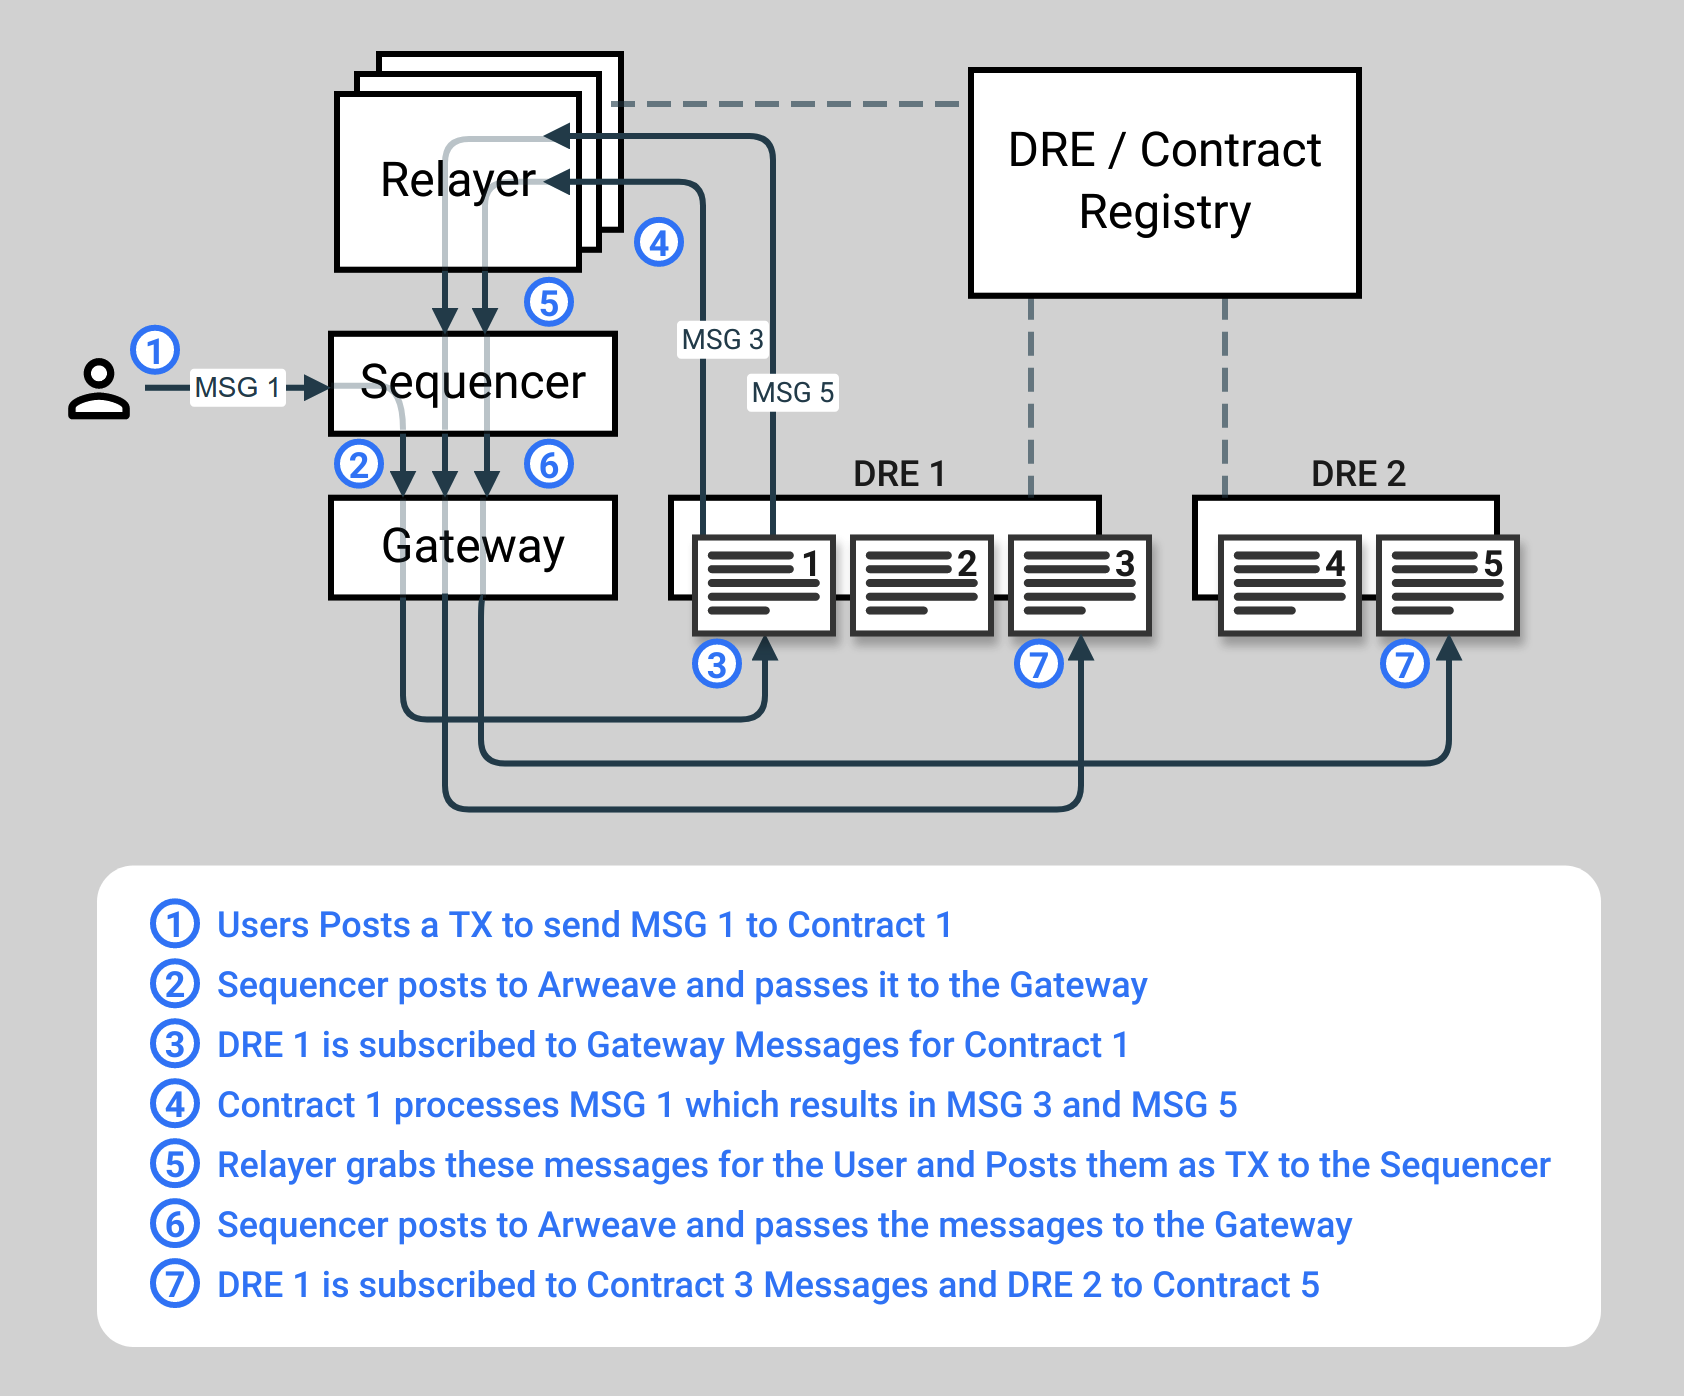 Relayer
DRE / Contract
Registry
4
5
1
MSG 3
MSG 1
Sequencer
MSG 5
2
6
DRE 1
DRE 2
Gateway
1
2
3
4
5
3
7
7
1 Users Posts a TX to send MSG 1 to Contract 1
2 Sequencer posts to Arweave and passes it to the Gateway
3 DRE 1 is subscribed to Gateway Messages for Contract 1
4 Contract 1 processes MSG 1 which results in MSG 3 and MSG 5
5 Relayer grabs these messages for the User and Posts them as TX to the Sequencer
6 Sequencer posts to Arweave and passes the messages to the Gateway
7 DRE 1 is subscribed to Contract 3 Messages and DRE 2 to Contract 5